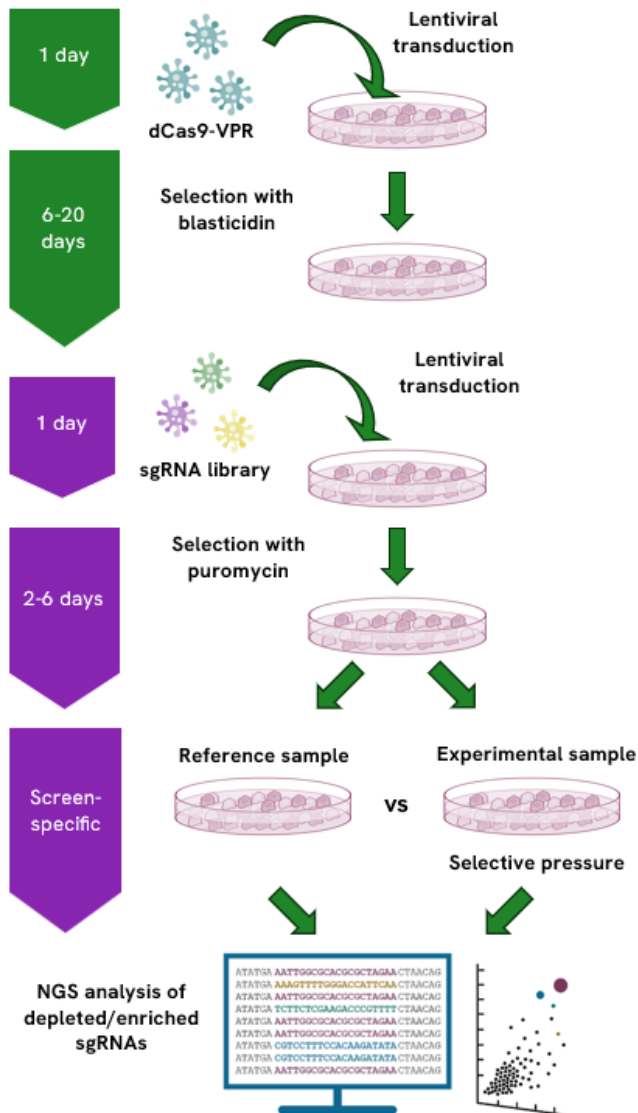 1 day
Lentiviral
transduction
dCas9-VPR
6-20
days
Selection with
blasticidin
1 day
Lentiviral
transduction
sgRNA library
2-6 days
Selection with
puromycin
Screen-
specific
Reference sample
vs
Experimental sample
Selective pressure
NGS analysis of
depleted/enriched
sgRNAs
ATATGA AATTGGCGCACGCGCTAGAA CTAACAG
ATATGA AAAGTTTTGGGACCATTCAA CTAACAG
ATATGA AATTGGCGCACGCGCTAGAA CTAACAG
ATATGA TCTTCTCGAAGACCCGTTTT CTAACAG
ATATGA AATTGGCGCACGCGCTAGAA CTAACAG
ATATGA AATTGGCGCACGCGCTAGAA CTAACAG
ATATGA CGTCCTTTCCACAAGATATA CTAACAG
ATATGA CGTCCTTTCCACAAGATATA CTAACAG
ATATGA AATTGGCGCACGCGCTAGAA CTAACAG